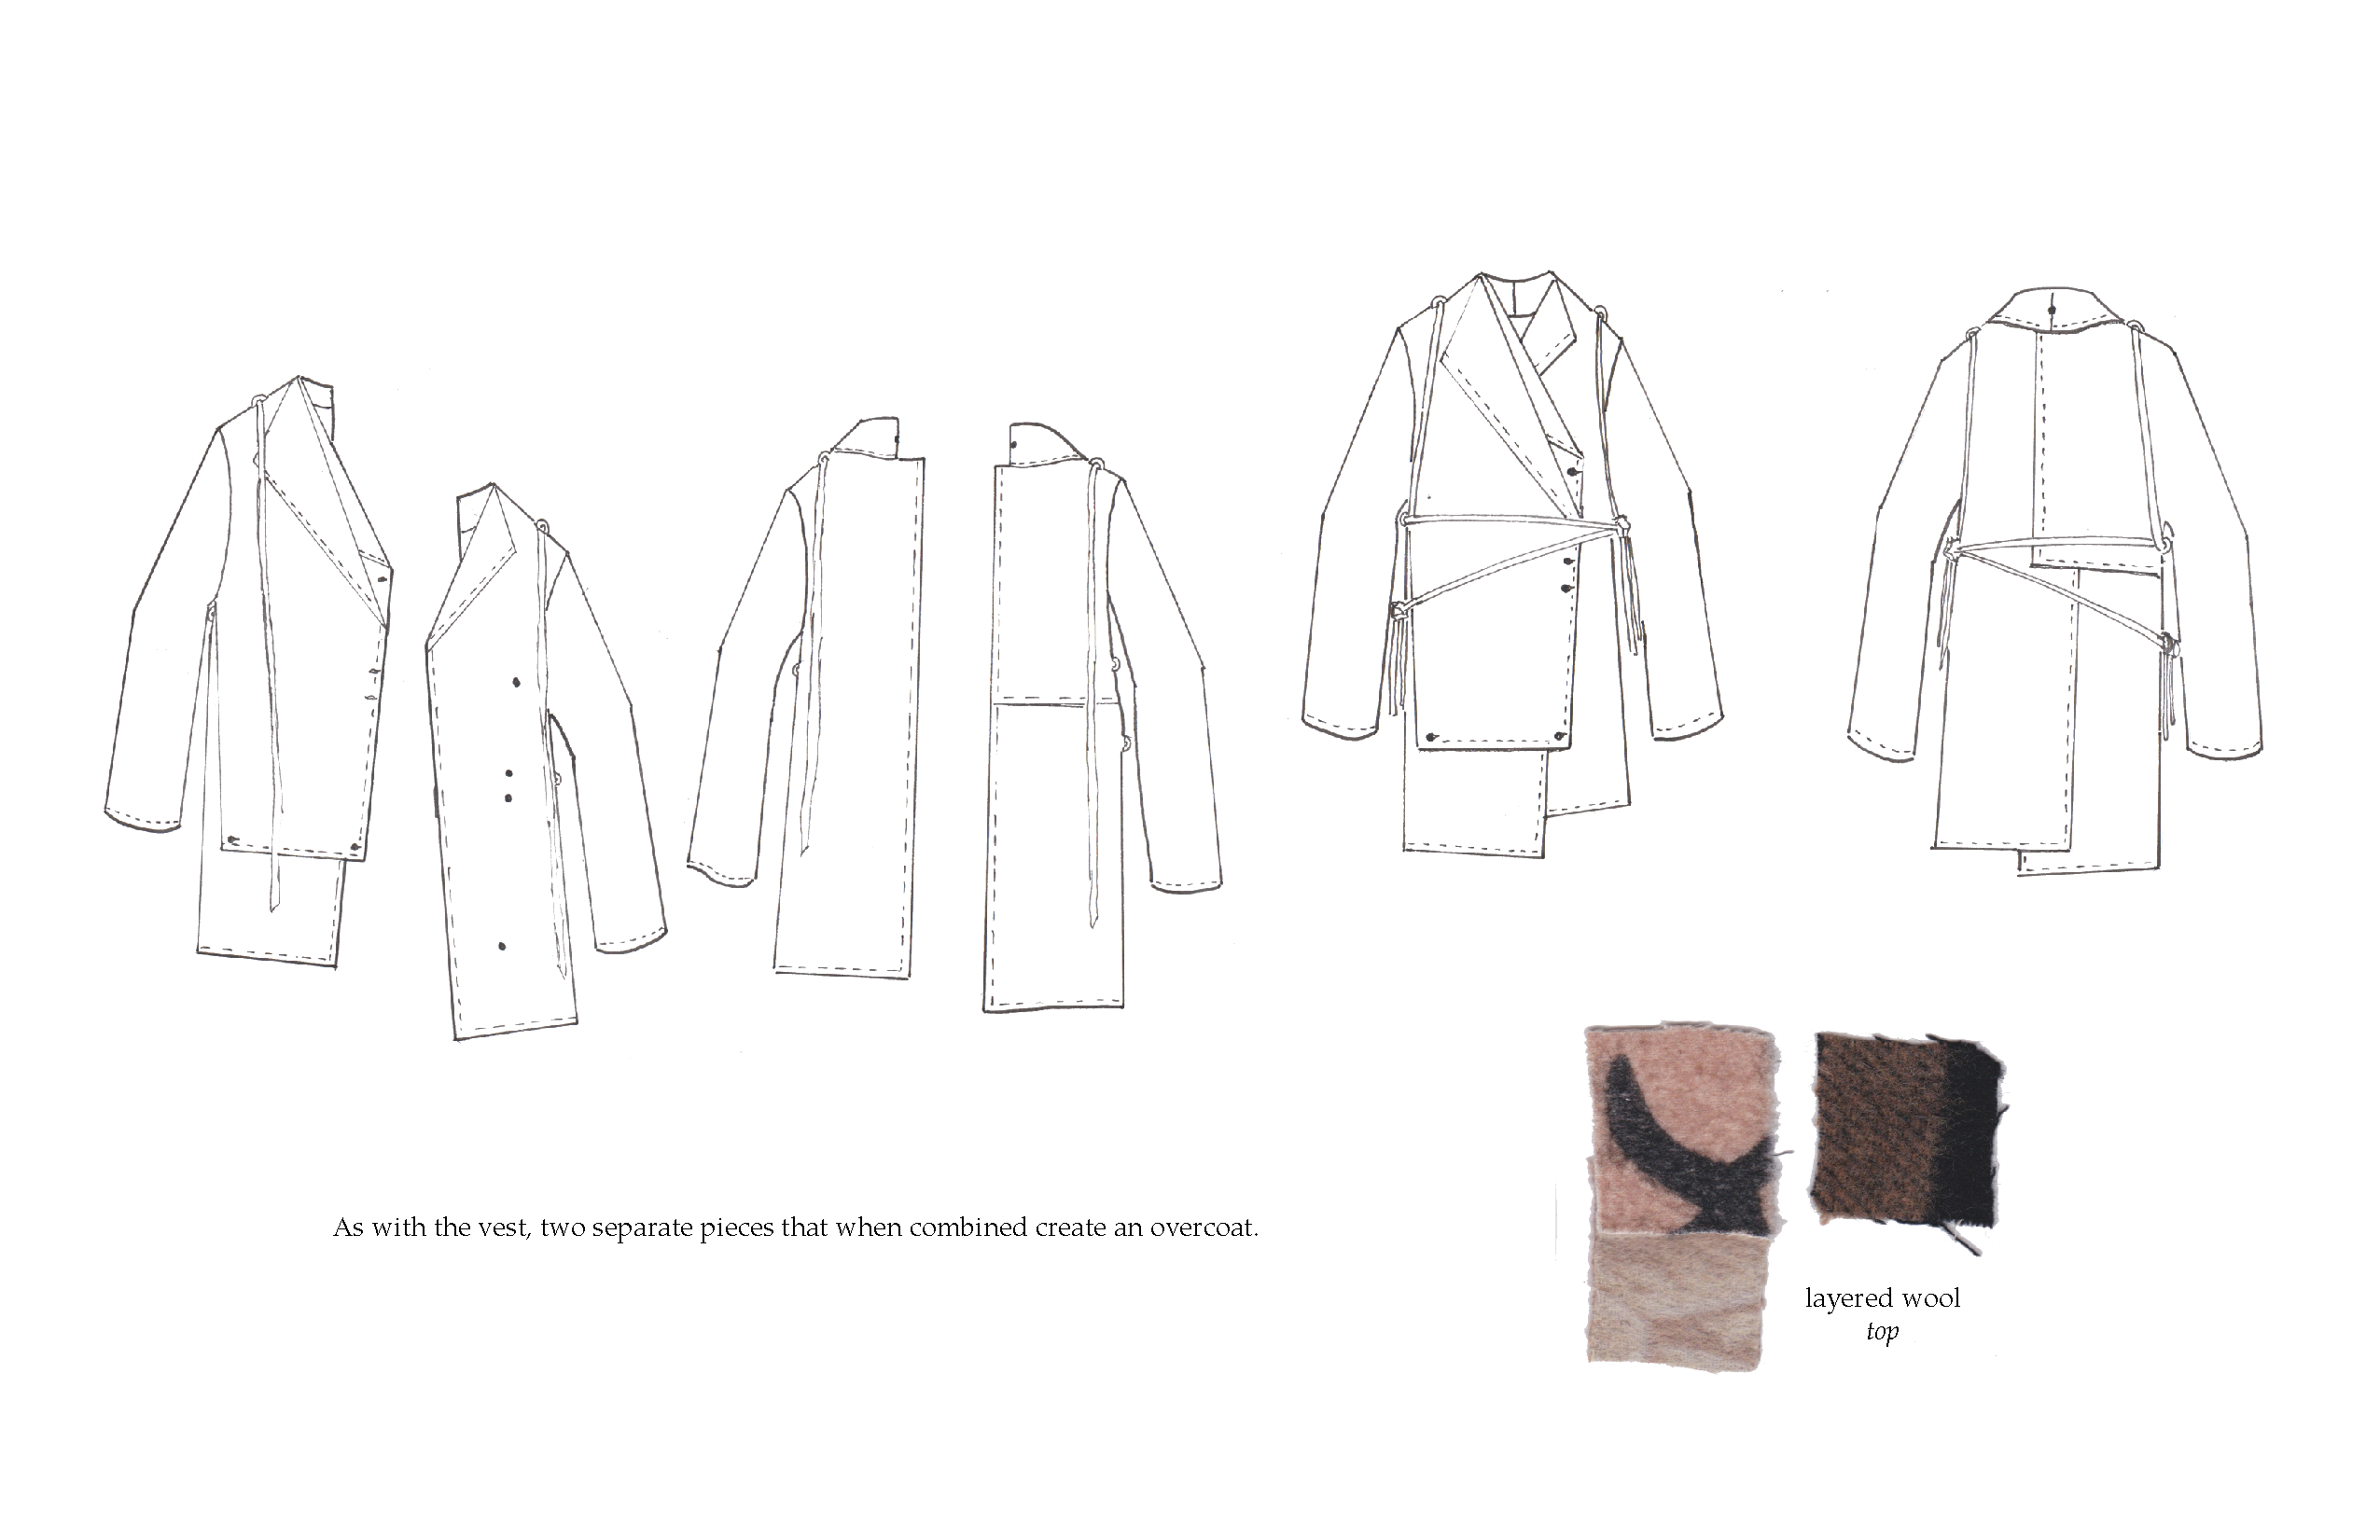 As with the vest, two separate pieces that when combined create an overcoat.
layered wool
top